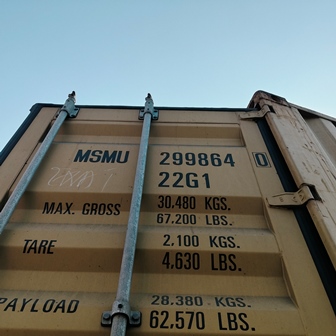 MSMU 299864 0
22G1
MAX. GROSS 30.480 KGS.
67.200 LBS.
TARE 2,100 KGS.
4,630 LBS.
PAYLOAD 28.380 KGS.
62,570 LBS.